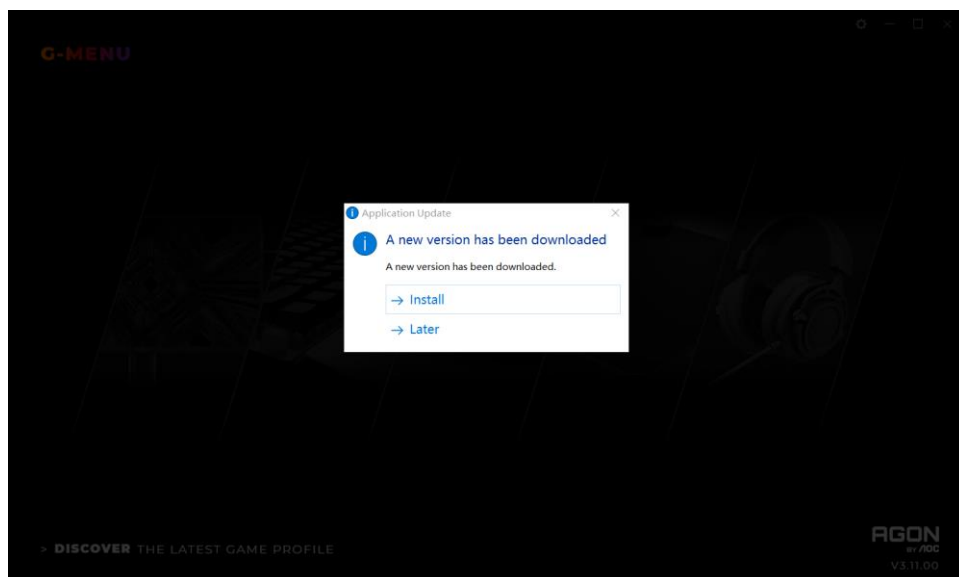 G-MENU
Application Update
A new version has been downloaded
A new version has been downloaded.
→ Install
→ Later
> DISCOVER THE LATEST GAME PROFILE
AGON
BY AOC
V3.11.00